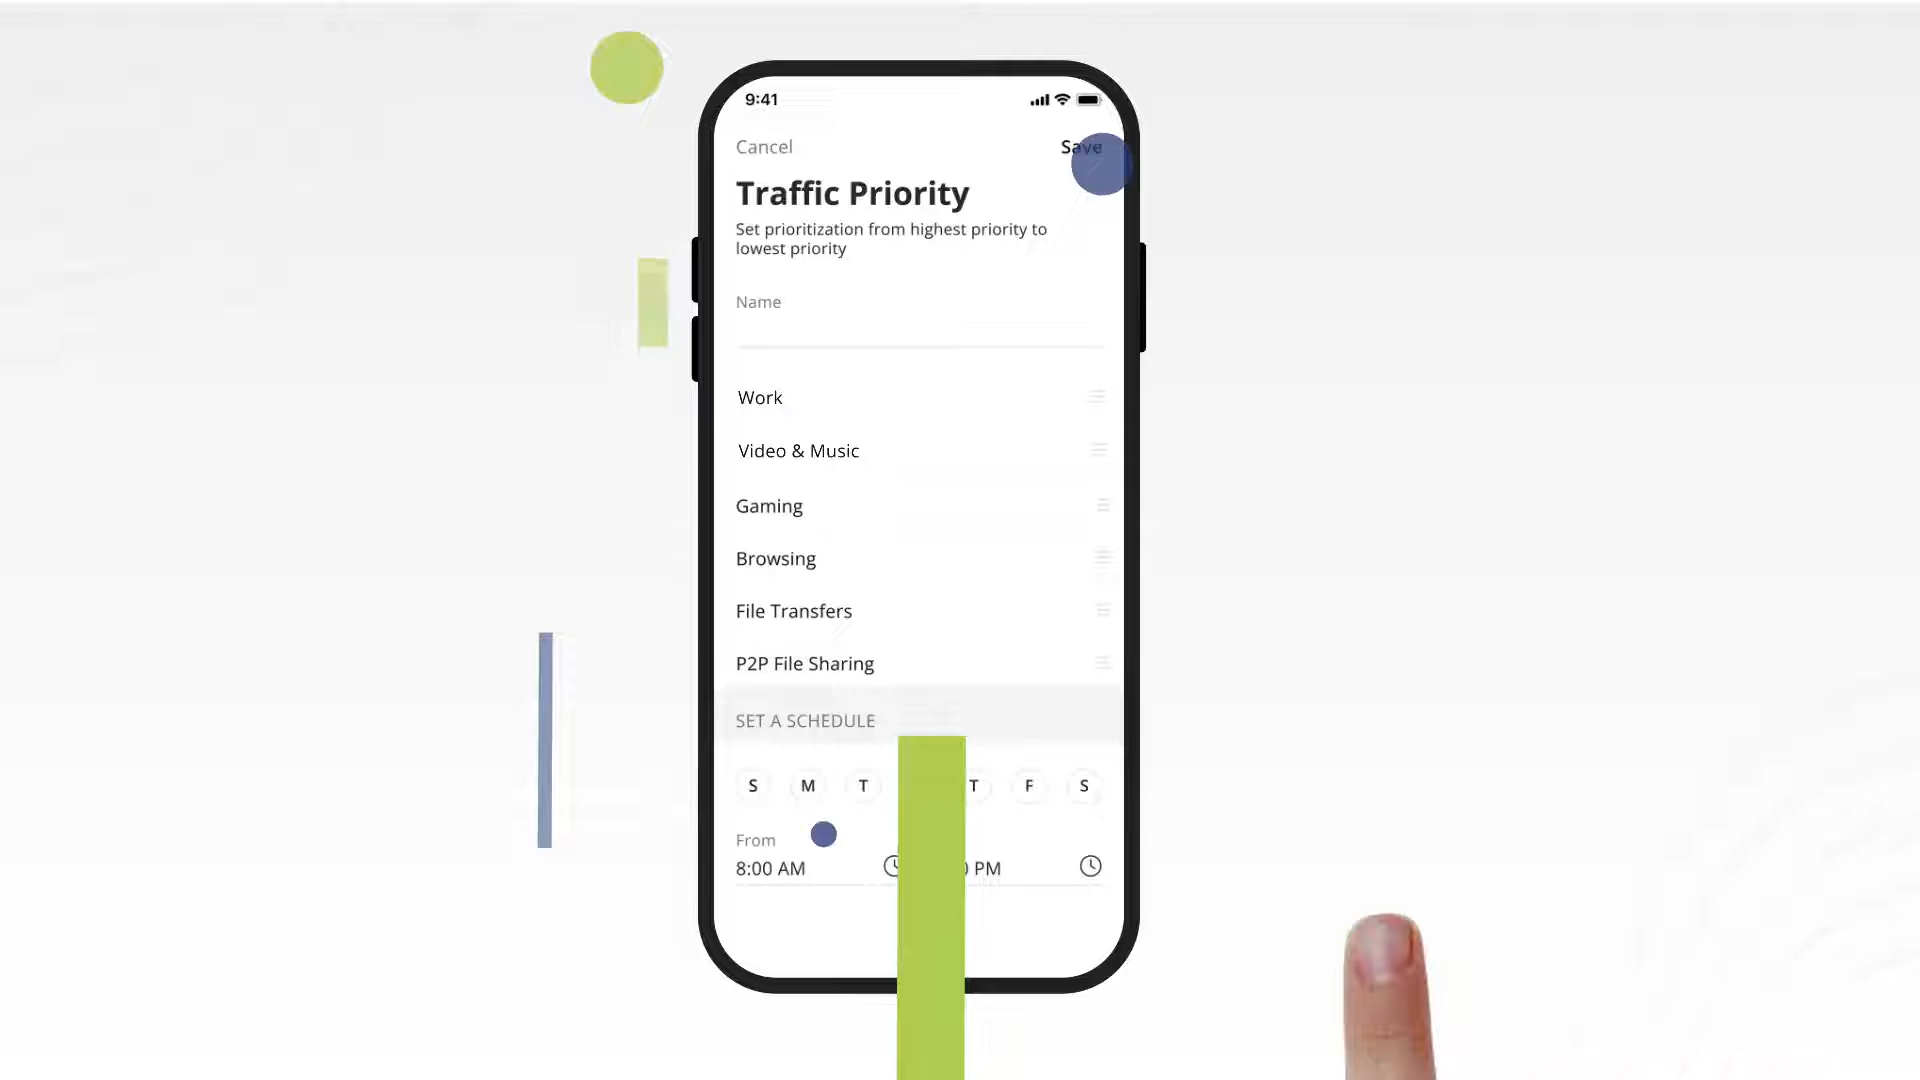 9:41
Cancel Save
Traffic Priority
Set prioritization from highest priority to
lowest priority
Name
Work
Video & Music
Gaming
Browsing
File Transfers
P2P File Sharing
SET A SCHEDULE
S M T T F S
From
8:00 AM PM